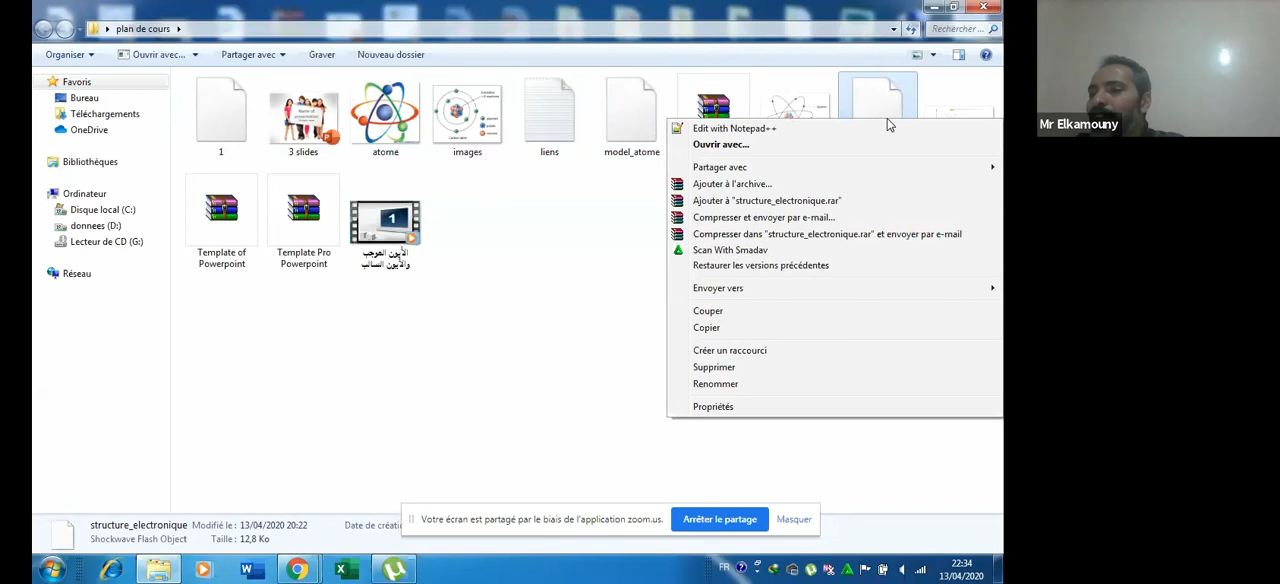 plan de cours
Rechercher ...
Organiser
Ouvrir avec...
Partager avec
Graver
Nouveau dossier
Favoris
Bureau
Téléchargements
OneDrive
Bibliothèques
Ordinateur
Disque local (C:)
donnees (D:)
Lecteur de CD (G:)
Réseau
1
3 slides
atome
images
liens
model_atome
Template of
Powerpoint
Template Pro
Powerpoint
الأيون الموجب
والأيون السالب
Edit with Notepad++
Ouvrir avec...
Partager avec
Ajouter à l'archive...
Ajouter à "structure_electronique.rar"
Compresser et envoyer par e-mail...
Compresser dans "structure_electronique.rar" et envoyer par e-mail
Scan With Smadav
Restaurer les versions précédentes
Envoyer vers
Couper
Copier
Créer un raccourci
Supprimer
Renommer
Propriétés
Votre écran est partagé par le biais de l'application zoom.us.
Arrêter le partage
Masquer
structure_electronique
Modifié le : 13/04/2020 20:22
Date de créatio
Shockwave Flash Object
Taille : 12,8 Ko
FR
22:34
13/04/2020
Mr Elkamouny